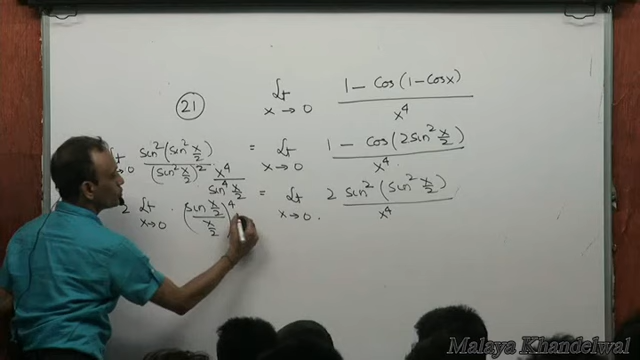 21 Lt x→0 1 - Cos(1-Cosx) / x⁴
Lt x→0 sin²(sin² x/2) / (sin² x/2)² · x⁴ / sin⁴ x/2 = Lt x→0 1 - Cos(2sin² x/2) / x⁴
= Lt x→0 2 sin²(sin² x/2) / x⁴
2 Lt x→0 (sin x/2 / x/2)⁴
Malaya Khandelwal